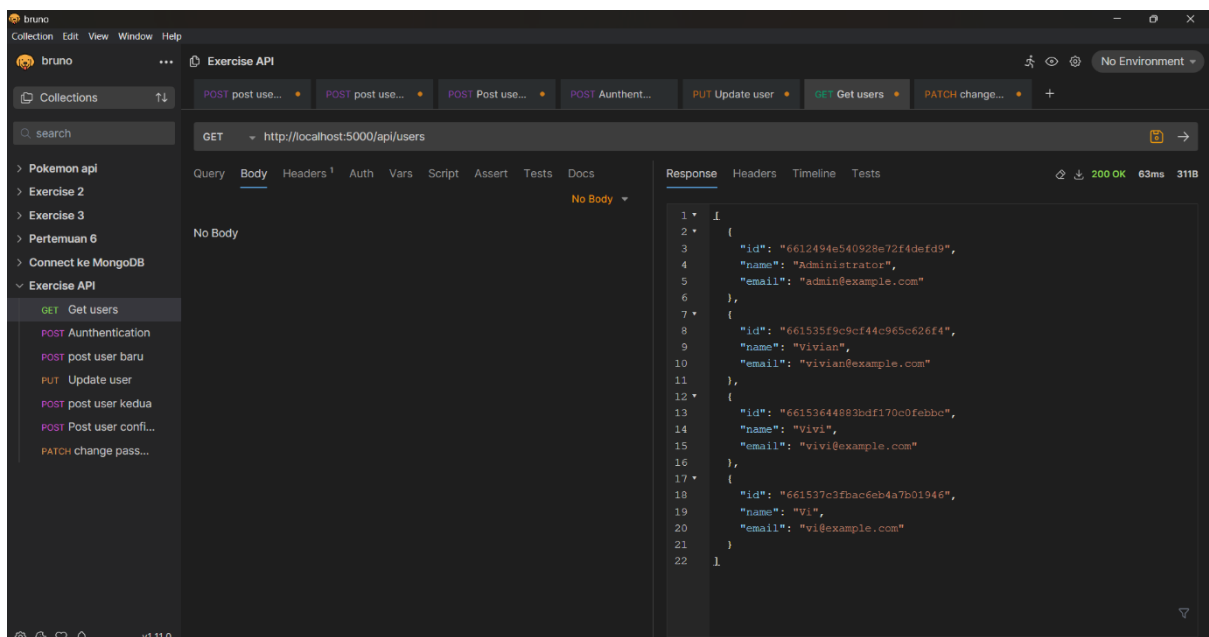 bruno
Collection Edit View Window Help
bruno ••• Exercise API No Environment
Collections
POST post use... POST post use... POST Post use... POST Aunthent... PUT Update user GET Get users PATCH change... +
search
GET http://localhost:5000/api/users
Pokemon api
Exercise 2
Exercise 3
Pertemuan 6
Connect ke MongoDB
Exercise API
GET Get users
POST Aunthentication
POST post user baru
PUT Update user
POST post user kedua
POST Post user confi...
PATCH change pass...
v1.11.0
Query Body Headers 1 Auth Vars Script Assert Tests Docs
No Body
No Body
Response Headers Timeline Tests 200 OK 63ms 311B
1 [
2 {
3 "id": "6612494e540928e72f4defd9",
4 "name": "Administrator",
5 "email": "admin@example.com"
6 },
7 {
8 "id": "661535f9c9cf44c965c626f4",
9 "name": "Vivian",
10 "email": "vivian@example.com"
11 },
12 {
13 "id": "66153644883bdf170c0febbc",
14 "name": "Vivi",
15 "email": "vivi@example.com"
16 },
17 {
18 "id": "661537c3fbac6eb4a7b01946",
19 "name": "Vi",
20 "email": "vi@example.com"
21 }
22 ]